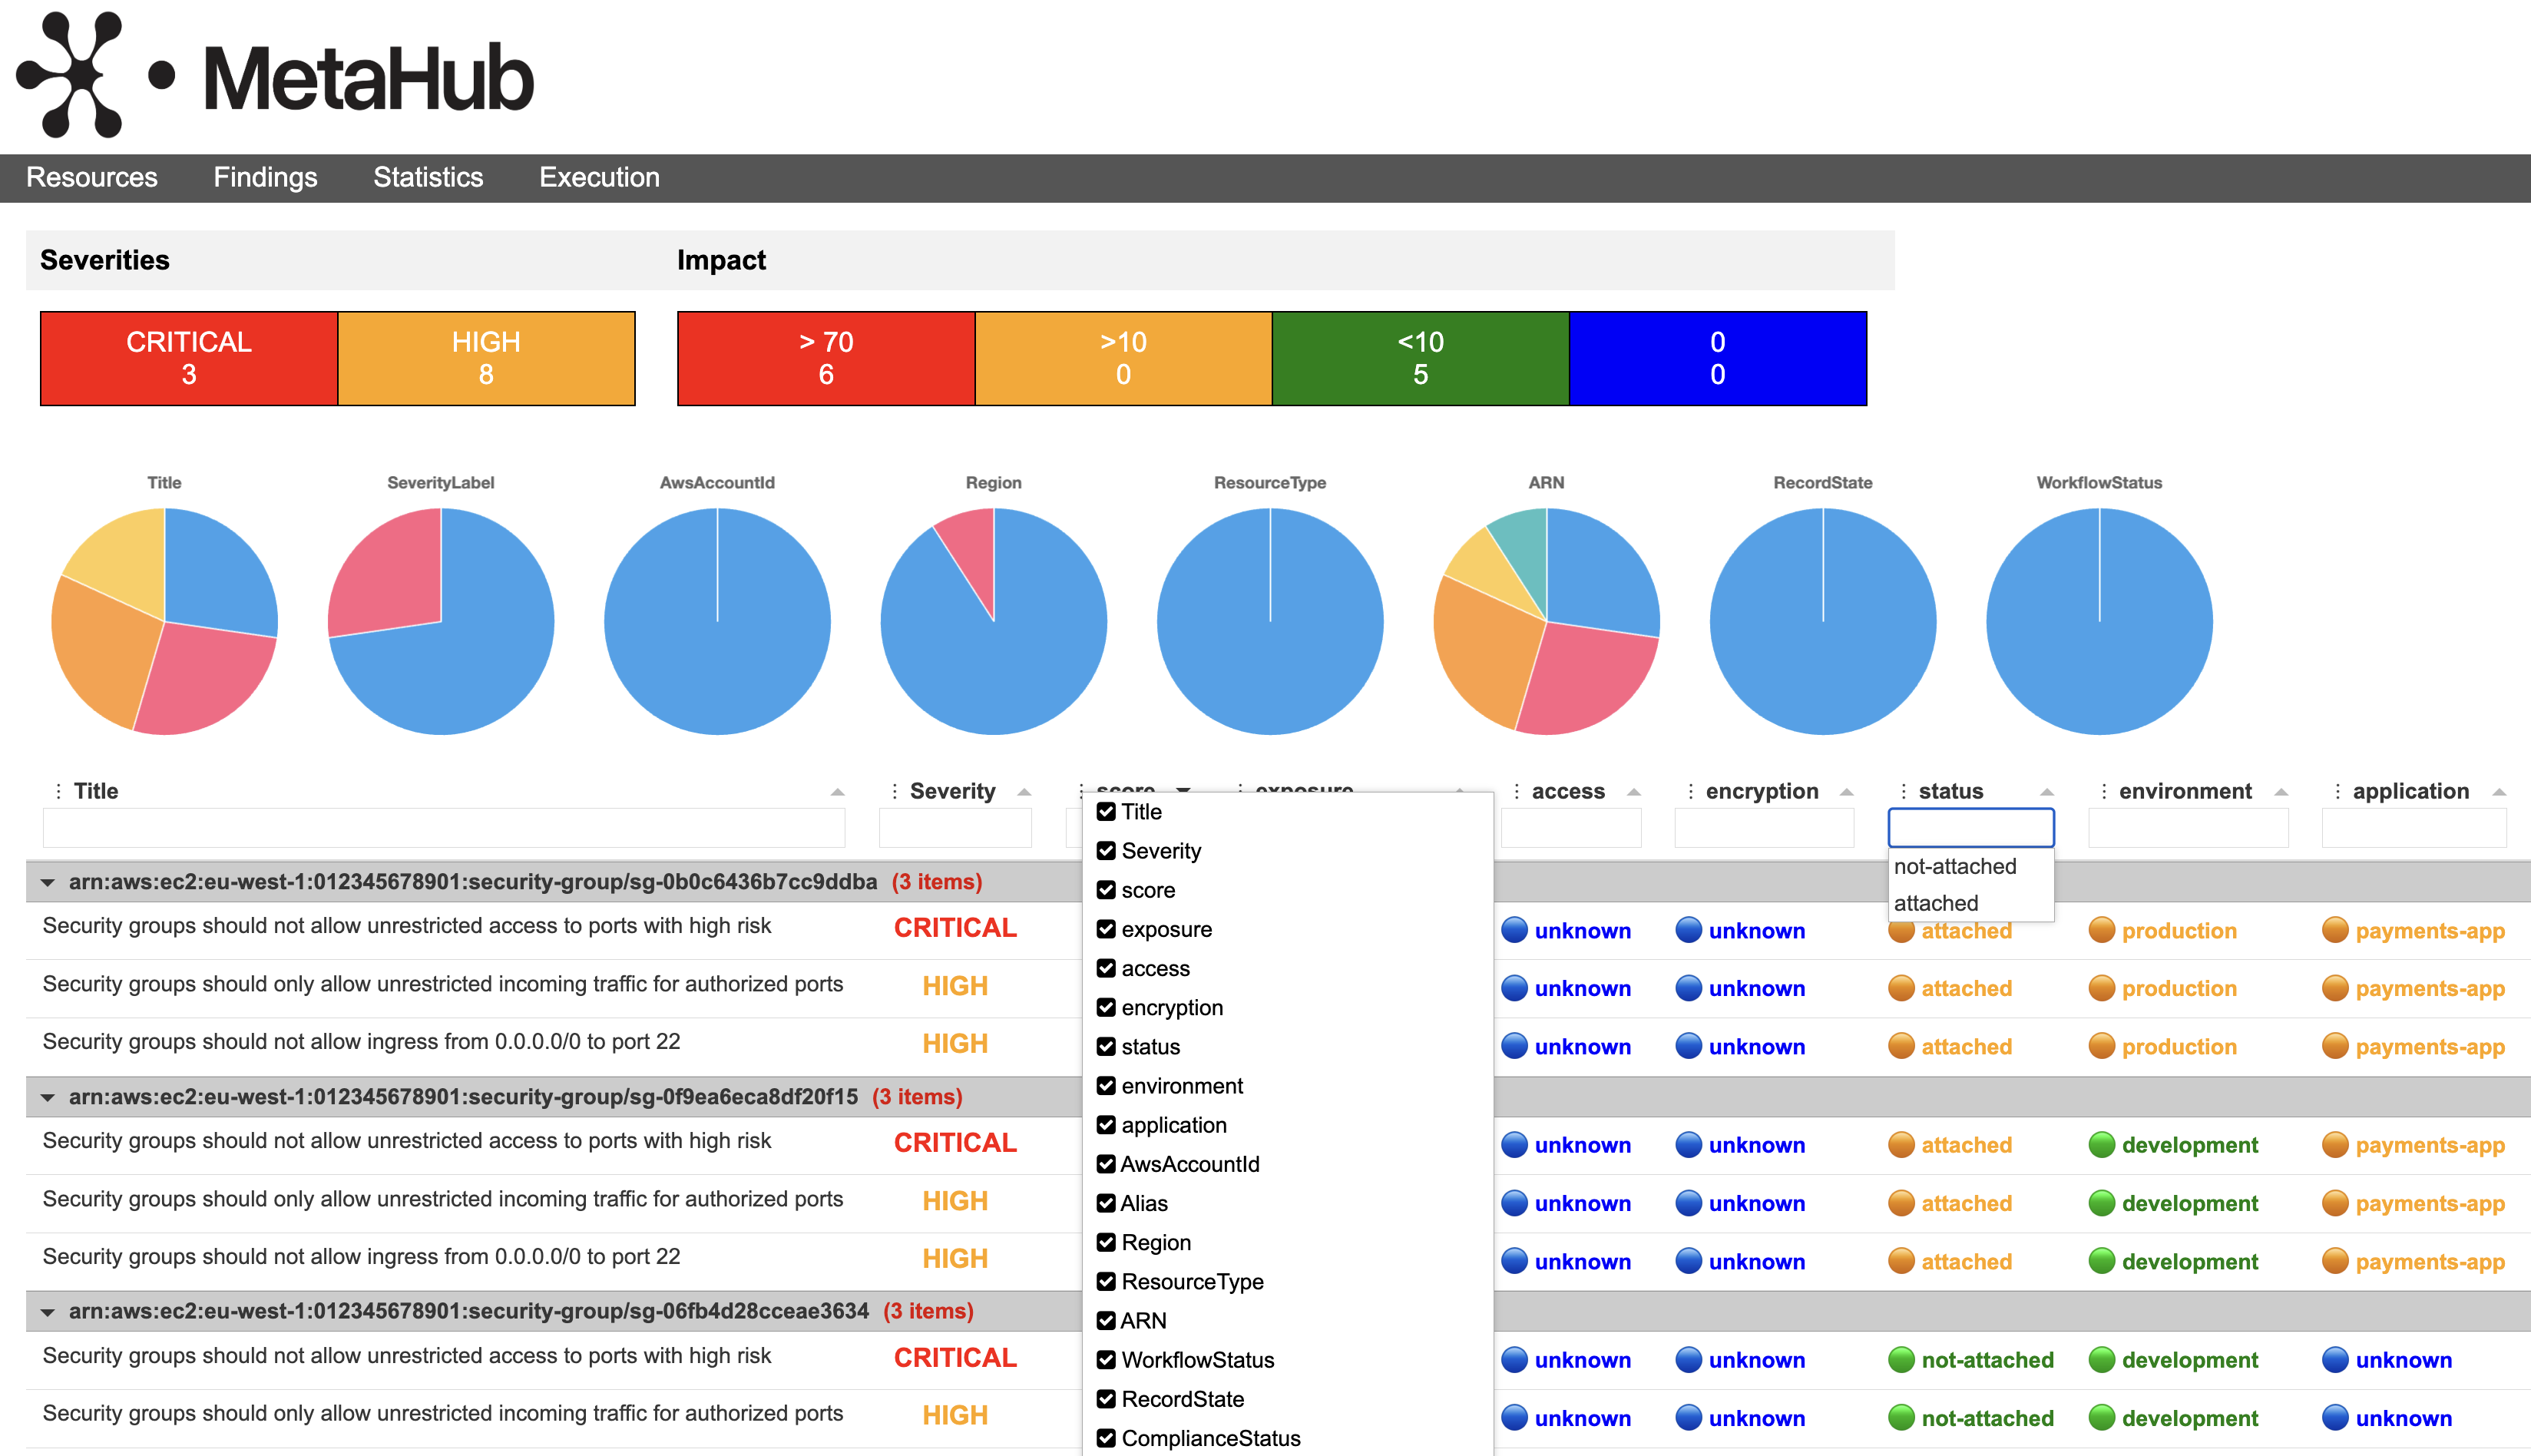 MetaHub
Resources Findings Statistics Execution
Severities Impact
CRITICAL HIGH > 70 >10 <10 0
3 8 6 0 5 0
Title SeverityLabel AwsAccountId Region ResourceType ARN RecordState WorkflowStatus
Title Severity score exposure access encryption status environment application
Title
Severity
score
exposure
access
encryption
status
environment
application
AwsAccountId
Alias
Region
ResourceType
ARN
WorkflowStatus
RecordState
ComplianceStatus
not-attached
attached
arn:aws:ec2:eu-west-1:012345678901:security-group/sg-0b0c6436b7cc9ddba (3 items)
Security groups should not allow unrestricted access to ports with high risk CRITICAL unknown unknown attached production payments-app
Security groups should only allow unrestricted incoming traffic for authorized ports HIGH unknown unknown attached production payments-app
Security groups should not allow ingress from 0.0.0.0/0 to port 22 HIGH unknown unknown attached production payments-app
arn:aws:ec2:eu-west-1:012345678901:security-group/sg-0f9ea6eca8df20f15 (3 items)
Security groups should not allow unrestricted access to ports with high risk CRITICAL unknown unknown attached development payments-app
Security groups should only allow unrestricted incoming traffic for authorized ports HIGH unknown unknown attached development payments-app
Security groups should not allow ingress from 0.0.0.0/0 to port 22 HIGH unknown unknown attached development payments-app
arn:aws:ec2:eu-west-1:012345678901:security-group/sg-06fb4d28cceae3634 (3 items)
Security groups should not allow unrestricted access to ports with high risk CRITICAL unknown unknown not-attached development unknown
Security groups should only allow unrestricted incoming traffic for authorized ports HIGH unknown unknown not-attached development unknown